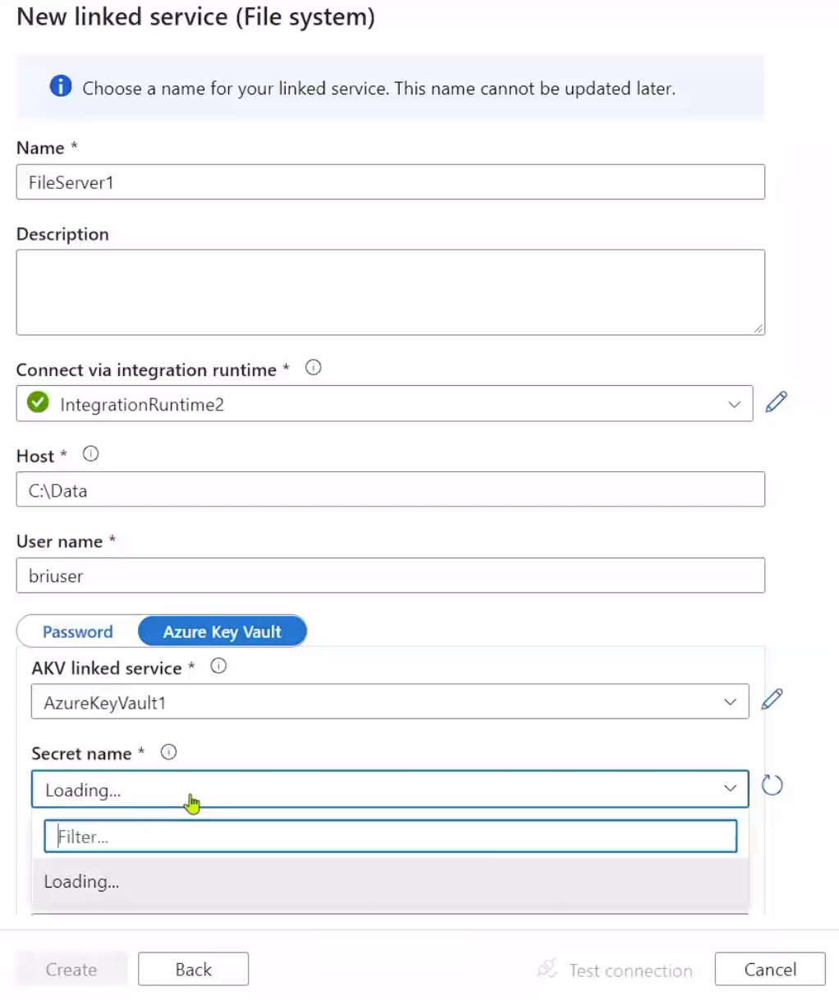 New linked service (File system)
Choose a name for your linked service. This name cannot be updated later.
Name *
FileServer1
Description
Connect via integration runtime *
IntegrationRuntime2
Host *
C:\Data
User name *
briuser
Password Azure Key Vault
AKV linked service *
AzureKeyVault1
Secret name *
Loading...
Filter...
Loading...
Create Back Test connection Cancel